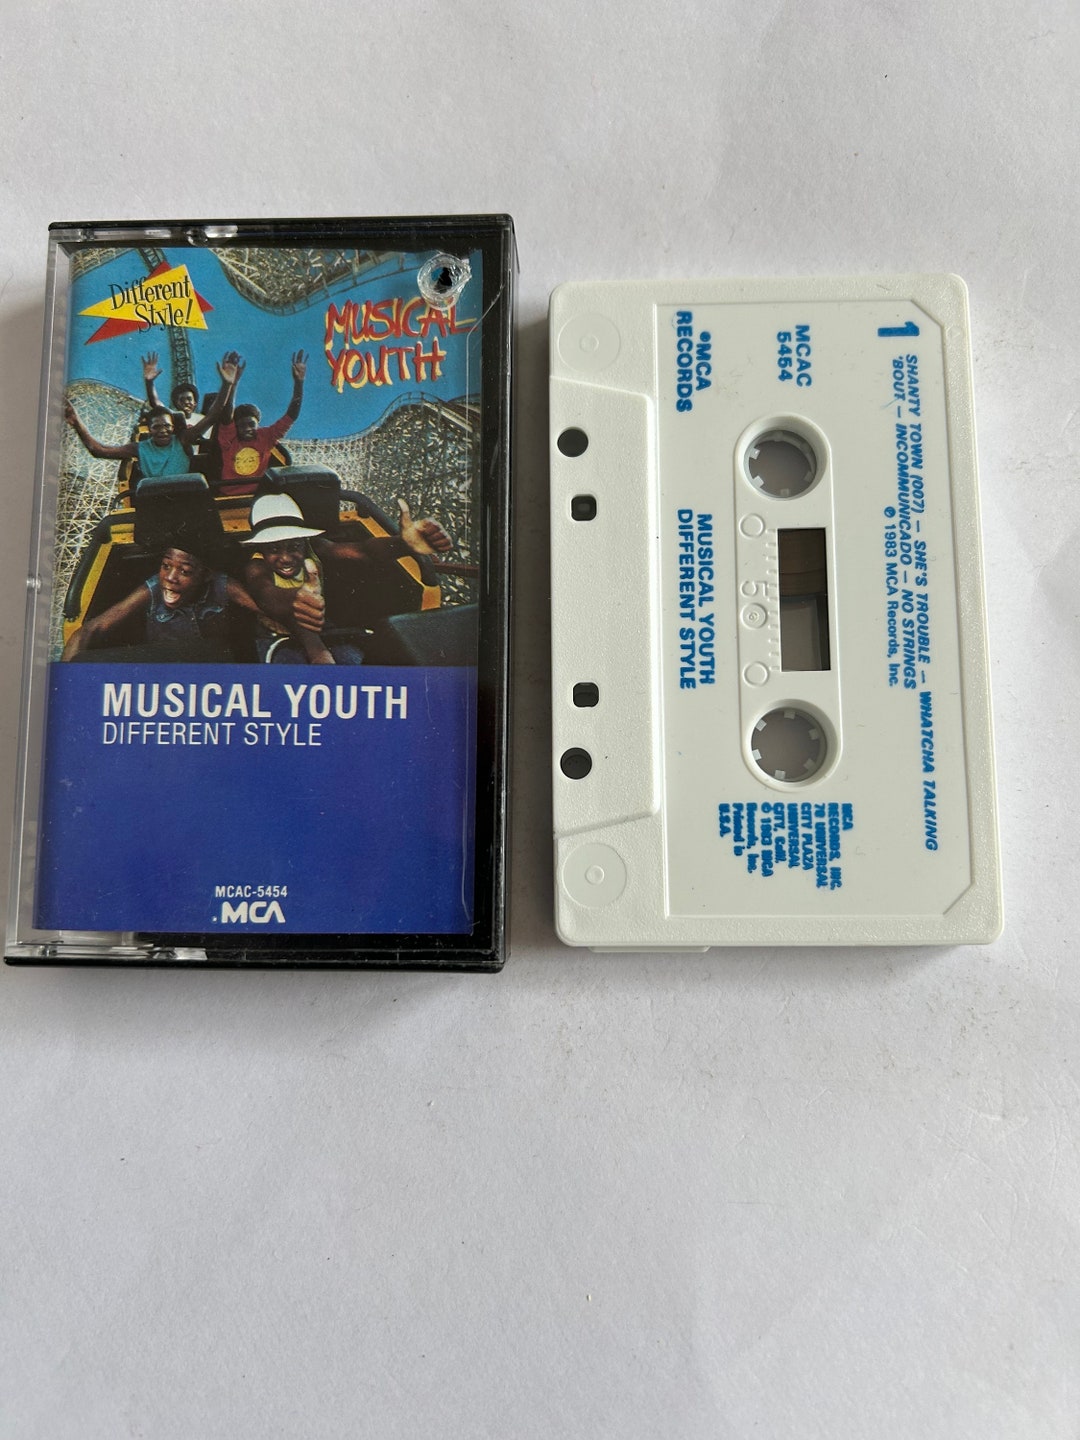 Different
Style!
MUSICAL
YOUTH
MUSICAL YOUTH
DIFFERENT STYLE
MCAC-5454
MCA
1
SHANTY TOWN (007) — SHE'S TROUBLE — WHATCHA TALKING
'BOUT — INCOMMUNICADO — NO STRINGS
℗ 1983 MCA Records, Inc.
MCAC
5454
MCA
RECORDS
50
MUSICAL YOUTH
DIFFERENT STYLE
MCA
RECORDS, INC.
70 UNIVERSAL
CITY PLAZA
UNIVERSAL
CITY, Calif.
© 1983 MCA
Records, Inc.
Printed in
U.S.A.